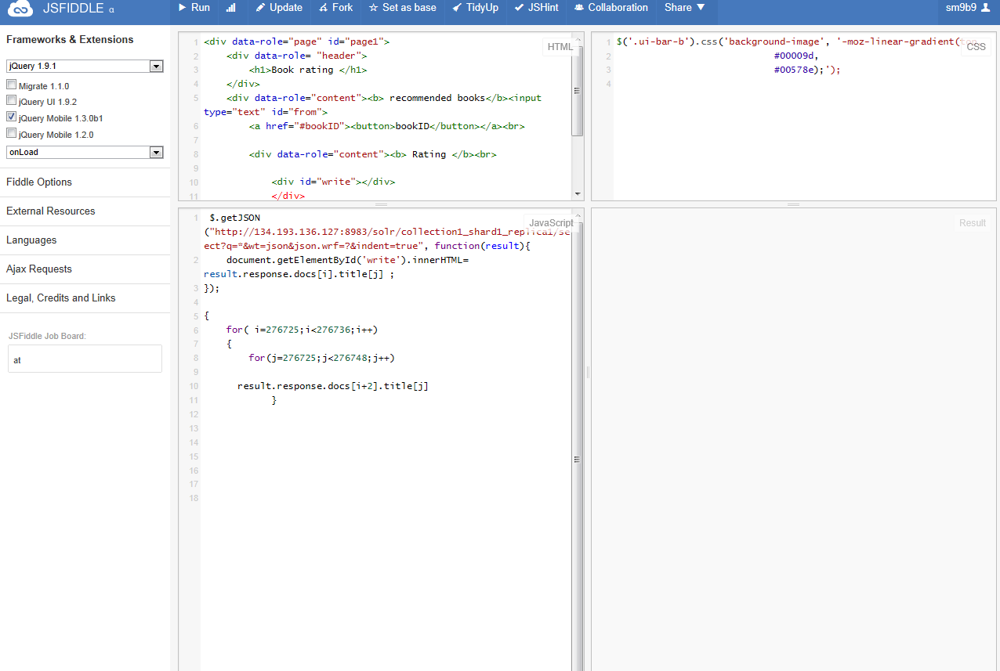 JSFIDDLE α
Run
Update
Fork
Set as base
TidyUp
JSHint
Collaboration
Share
sm9b9
Frameworks & Extensions
jQuery 1.9.1
Migrate 1.1.0
jQuery UI 1.9.2
jQuery Mobile 1.3.0b1
jQuery Mobile 1.2.0
onLoad
Fiddle Options
External Resources
Languages
Ajax Requests
Legal, Credits and Links
JSFiddle Job Board:
at
HTML
1 <div data-role="page" id="page1">
2 <div data-role= "header">
3 <h1>Book rating </h1>
4 </div>
5 <div data-role="content"><b> recommended books</b><input
type="text" id="from">
6 <a href="#bookID"><button>bookID</button></a><br>
7
8 <div data-role="content"><b> Rating </b><br>
9
10 <div id="write"></div>
11 </div>
CSS
1 $('.ui-bar-b').css('background-image', '-moz-linear-gradient(top,
2 #00009d,
3 #00578e);');
4
JavaScript
1 $.getJSON
("http://134.193.136.127:8983/solr/collection1_shard1_replica1/sel
ect?q=*&wt=json&json.wrf=?&indent=true", function(result){
2 document.getElementById('write').innerHTML=
result.response.docs[i].title[j] ;
3 });
4
5 {
6 for( i=276725;i<276736;i++)
7 {
8 for(j=276725;j<276748;j++)
9
10 result.response.docs[i+2].title[j]
11 }
12
13
14
15
16
17
18
Result